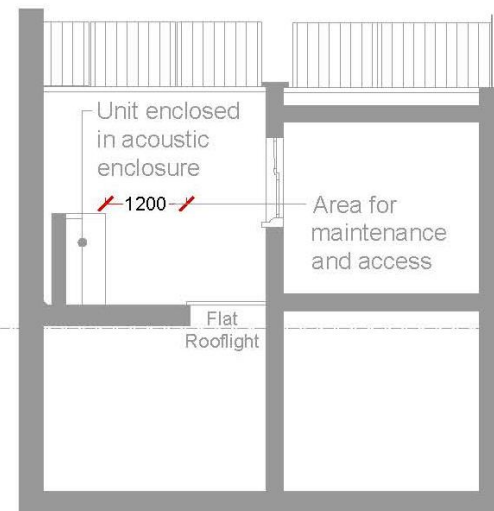 Unit enclosed
in acoustic
enclosure
1200
Area for
maintenance
and access
Flat
Rooflight